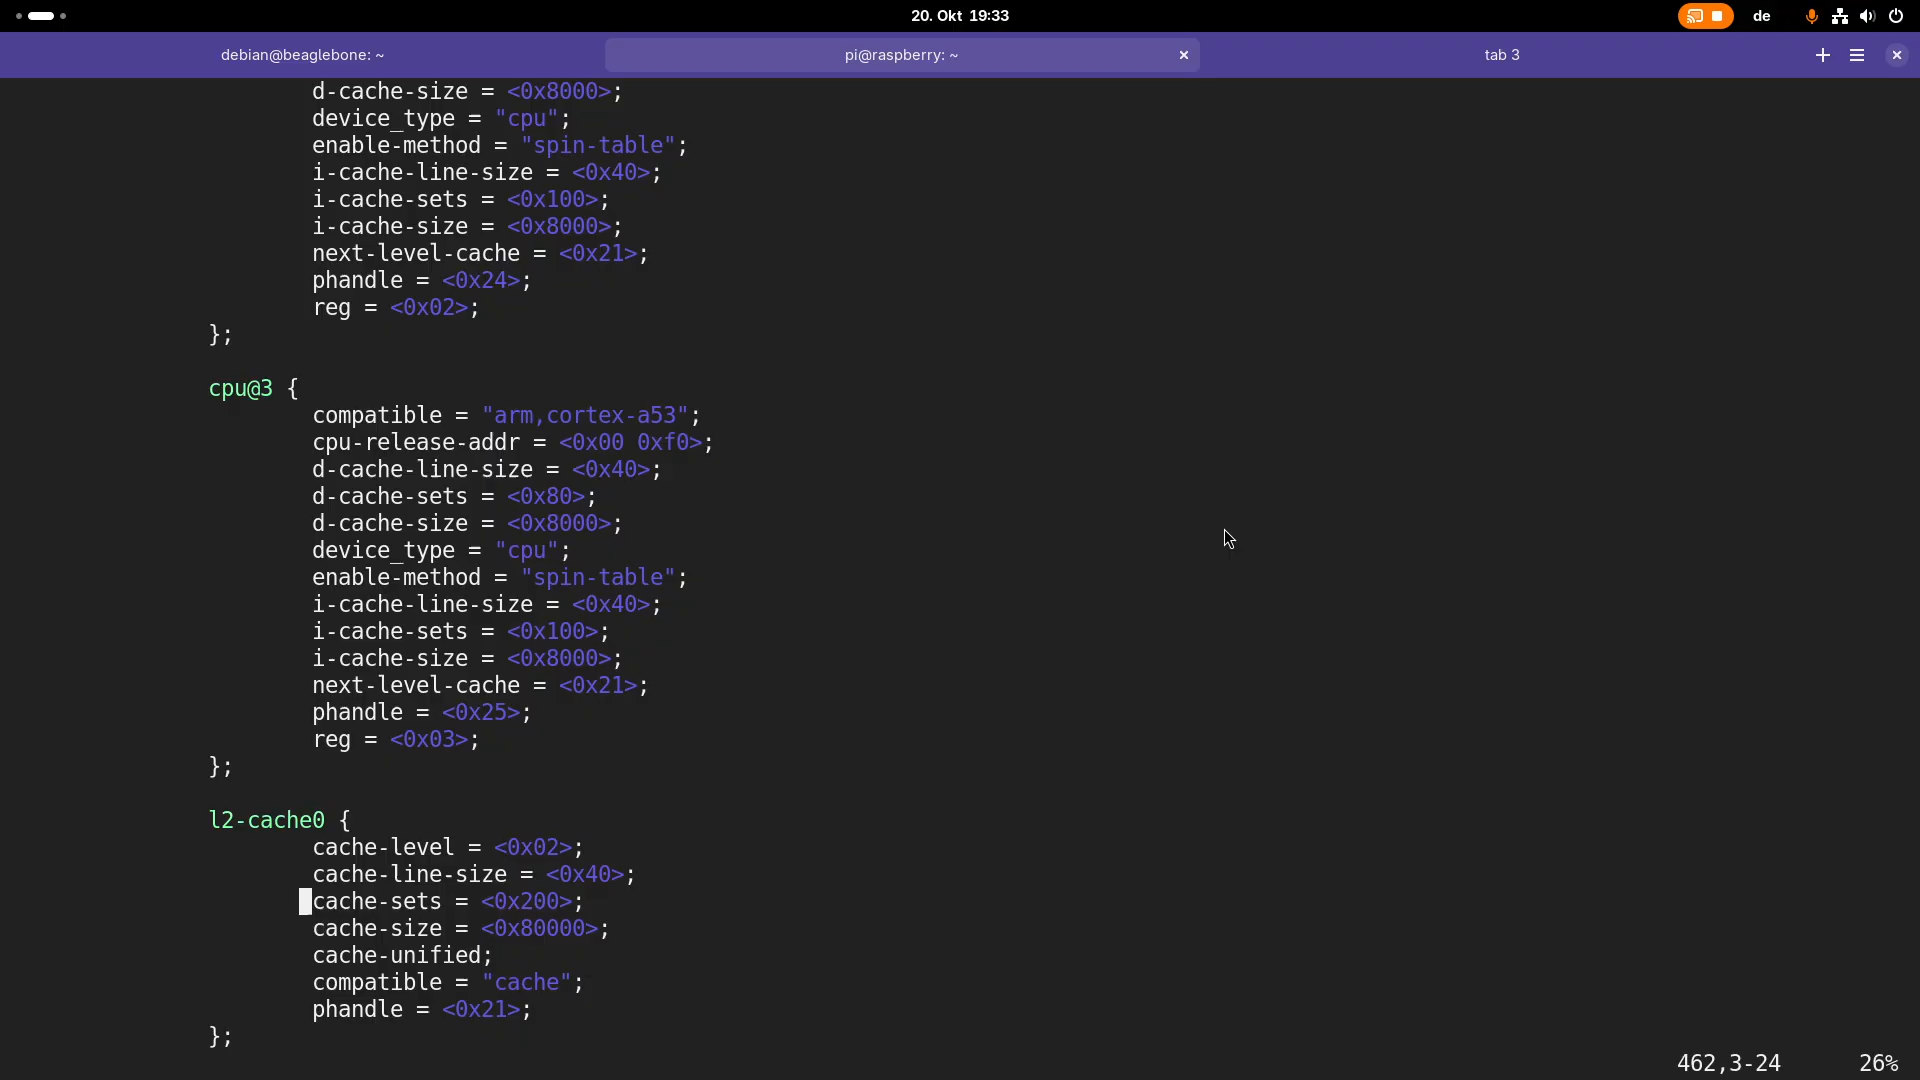 20. Okt 19:33
de
debian@beaglebone: ~
pi@raspberry: ~
tab 3
d-cache-size = <0x8000>;
device_type = "cpu";
enable-method = "spin-table";
i-cache-line-size = <0x40>;
i-cache-sets = <0x100>;
i-cache-size = <0x8000>;
next-level-cache = <0x21>;
phandle = <0x24>;
reg = <0x02>;
};
cpu@3 {
compatible = "arm,cortex-a53";
cpu-release-addr = <0x00 0xf0>;
d-cache-line-size = <0x40>;
d-cache-sets = <0x80>;
d-cache-size = <0x8000>;
device_type = "cpu";
enable-method = "spin-table";
i-cache-line-size = <0x40>;
i-cache-sets = <0x100>;
i-cache-size = <0x8000>;
next-level-cache = <0x21>;
phandle = <0x25>;
reg = <0x03>;
};
l2-cache0 {
cache-level = <0x02>;
cache-line-size = <0x40>;
cache-sets = <0x200>;
cache-size = <0x80000>;
cache-unified;
compatible = "cache";
phandle = <0x21>;
};
462,3-24 26%